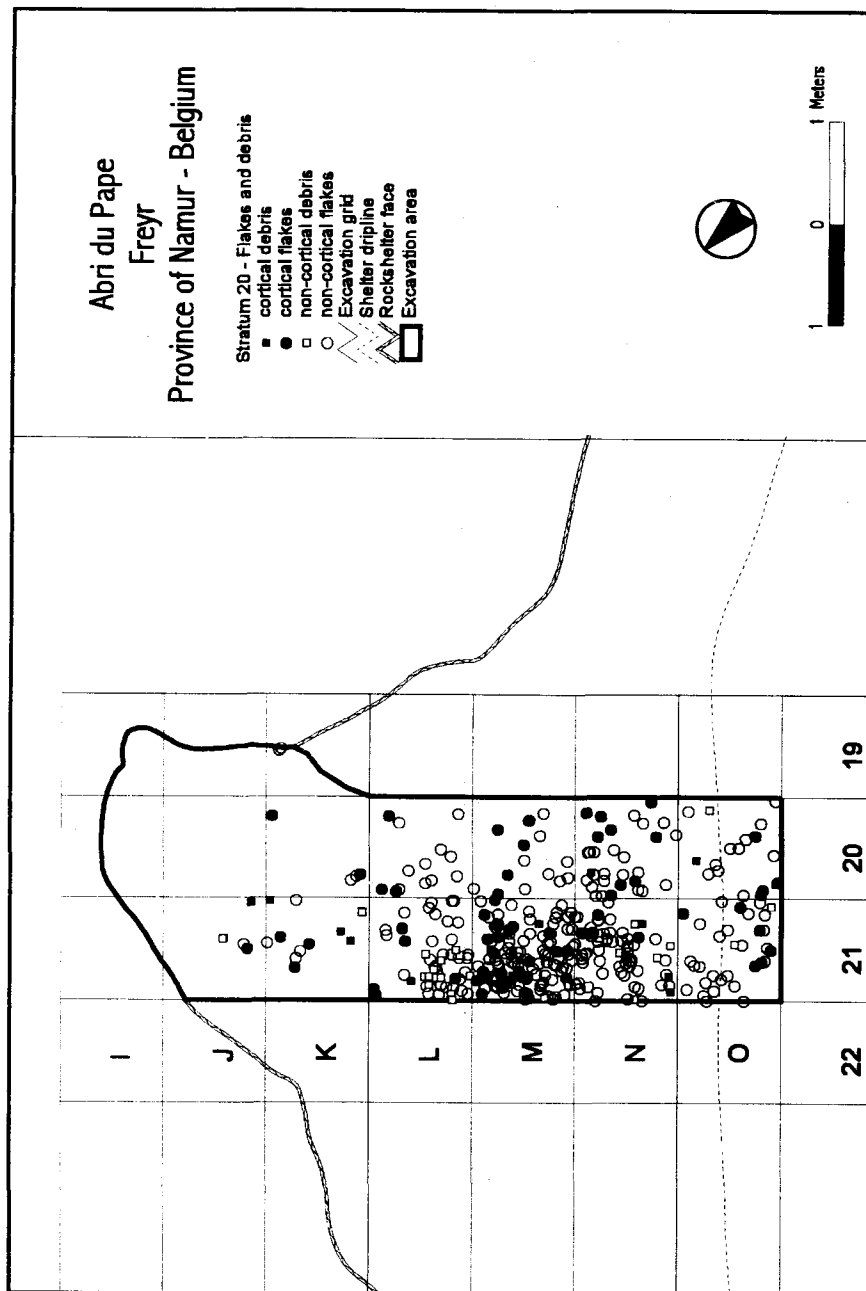 Abri du Pape
Freyr
Province of Namur - Belgium
Stratum 20 - Flakes and debris
cortical debris
cortical flakes
non-cortical debris
non-cortical flakes
Excavation grid
Shelter dripline
Rockshelter face
Excavation area
1 0 1 Meters
I
J
K
L
M
N
O
22 21 20 19